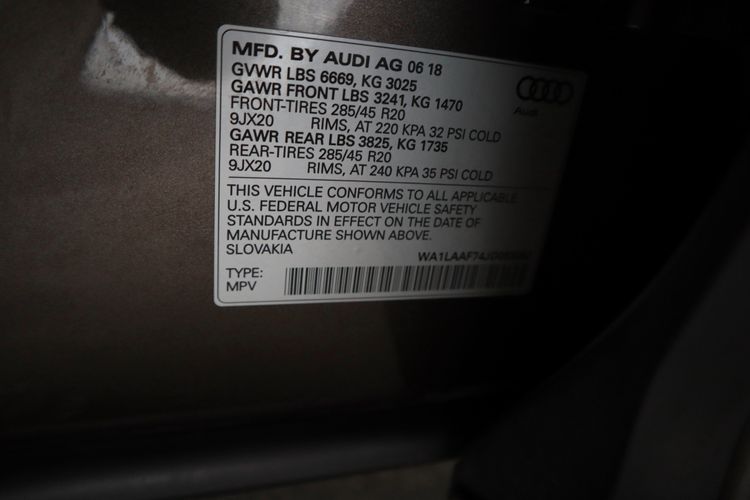 MFD. BY AUDI AG 06 18
GVWR LBS 6669, KG 3025
GAWR FRONT LBS 3241, KG 1470
FRONT-TIRES 285/45 R20
9JX20 RIMS, AT 220 KPA 32 PSI COLD
GAWR REAR LBS 3825, KG 1735
REAR-TIRES 285/45 R20
9JX20 RIMS, AT 240 KPA 35 PSI COLD
Audi
THIS VEHICLE CONFORMS TO ALL APPLICABLE
U.S. FEDERAL MOTOR VEHICLE SAFETY
STANDARDS IN EFFECT ON THE DATE OF
MANUFACTURE SHOWN ABOVE.
SLOVAKIA
TYPE:
MPV